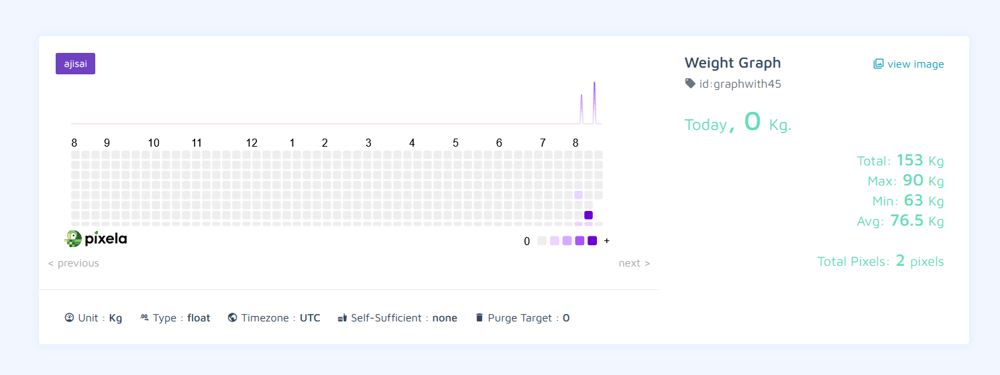 ajisai
8 9 10 11 12 1 2 3 4 5 6 7 8
pixela
0 +
< previous next >
Unit : Kg Type : float Timezone : UTC Self-Sufficient : none Purge Target : 0
Weight Graph view image
id:graphwith45
Today, 0 Kg.
Total: 153 Kg
Max: 90 Kg
Min: 63 Kg
Avg: 76.5 Kg
Total Pixels: 2 pixels